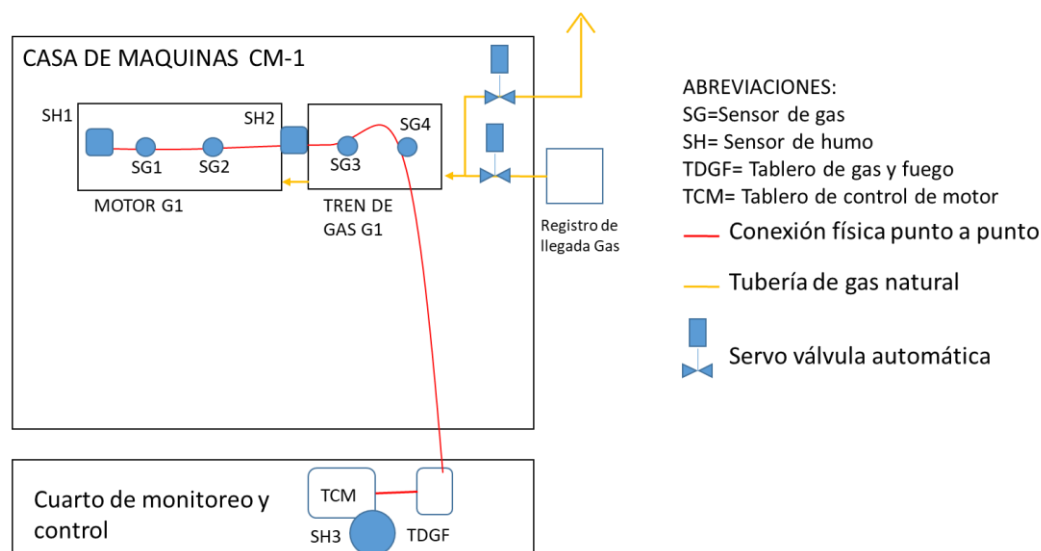 CASA DE MAQUINAS CM-1
SH1
SH2
SG4
SG1
SG2
SG3
MOTOR G1
TREN DE
GAS G1
Registro de
llegada Gas
ABREVIACIONES:
SG=Sensor de gas
SH= Sensor de humo
TDGF= Tablero de gas y fuego
TCM= Tablero de control de motor
Conexión física punto a punto
Tubería de gas natural
Servo válvula automática
Cuarto de monitoreo y
control
TCM
SH3
TDGF